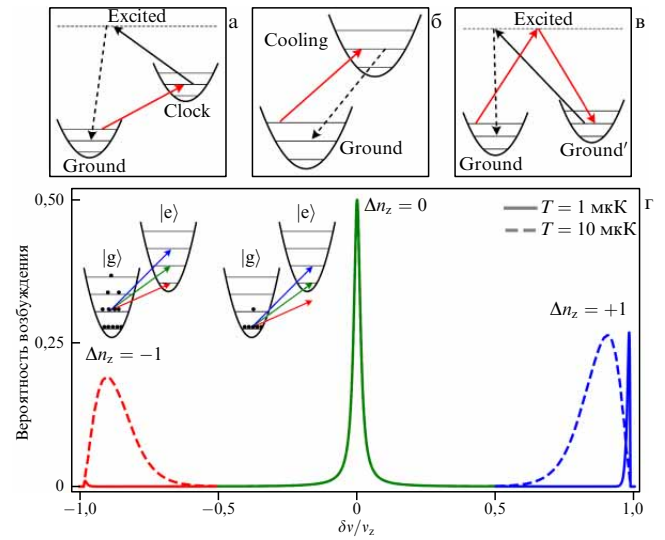 Excited
а
Clock
Ground
б
Cooling
Ground
в
Excited
Ground
Ground′
г
0,50
Δn_z = 0
T = 1 мкК
T = 10 мкК
|e⟩
|g⟩
|e⟩
|g⟩
Δn_z = +1
Δn_z = −1
0,25
Вероятность возбуждения
0
−1,0
−0,5
0
0,5
1,0
δν/ν_z